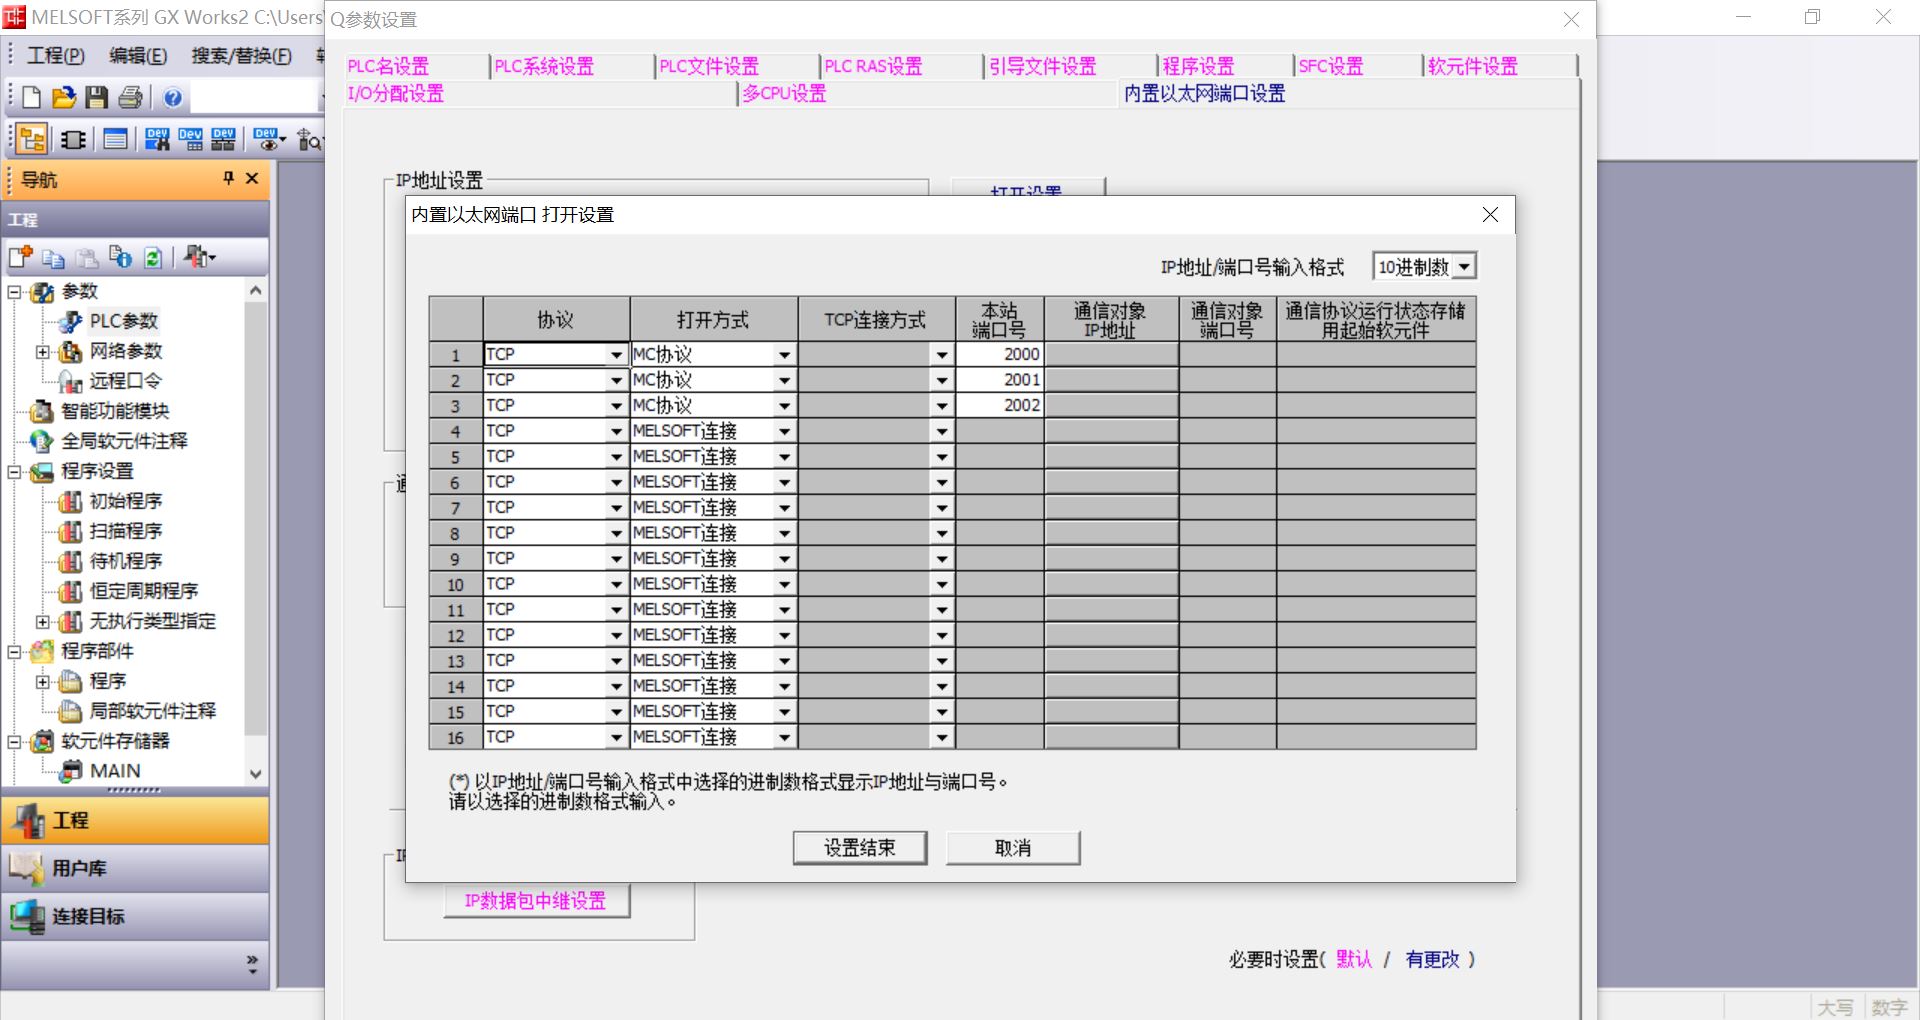 MELSOFT系列 GX Works2 C:\Users
Q参数设置
工程(P) 编辑(E) 搜索/替换(F)
PLC名设置 PLC系统设置 PLC文件设置 PLC RAS设置 引导文件设置 程序设置 SFC设置 软元件设置
I/O分配设置 多CPU设置 内置以太网端口设置
导航
工程
参数
PLC参数
网络参数
远程口令
智能功能模块
全局软元件注释
程序设置
初始程序
扫描程序
待机程序
恒定周期程序
无执行类型指定
程序部件
程序
局部软元件注释
软元件存储器
MAIN
工程
用户库
连接目标
IP地址设置
打开设置
内置以太网端口 打开设置
IP地址/端口号输入格式 10进制数
协议 打开方式 TCP连接方式 本站端口号 通信对象IP地址 通信对象端口号 通信协议运行状态存储用起始软元件
1 TCP MC协议 2000
2 TCP MC协议 2001
3 TCP MC协议 2002
4 TCP MELSOFT连接
5 TCP MELSOFT连接
6 TCP MELSOFT连接
7 TCP MELSOFT连接
8 TCP MELSOFT连接
9 TCP MELSOFT连接
10 TCP MELSOFT连接
11 TCP MELSOFT连接
12 TCP MELSOFT连接
13 TCP MELSOFT连接
14 TCP MELSOFT连接
15 TCP MELSOFT连接
16 TCP MELSOFT连接
(*) 以IP地址/端口号输入格式中选择的进制数格式显示IP地址与端口号。
请以选择的进制数格式输入。
设置结束 取消
IP数据包中继设置
必要时设置( 默认 / 有更改 )
大写 数字